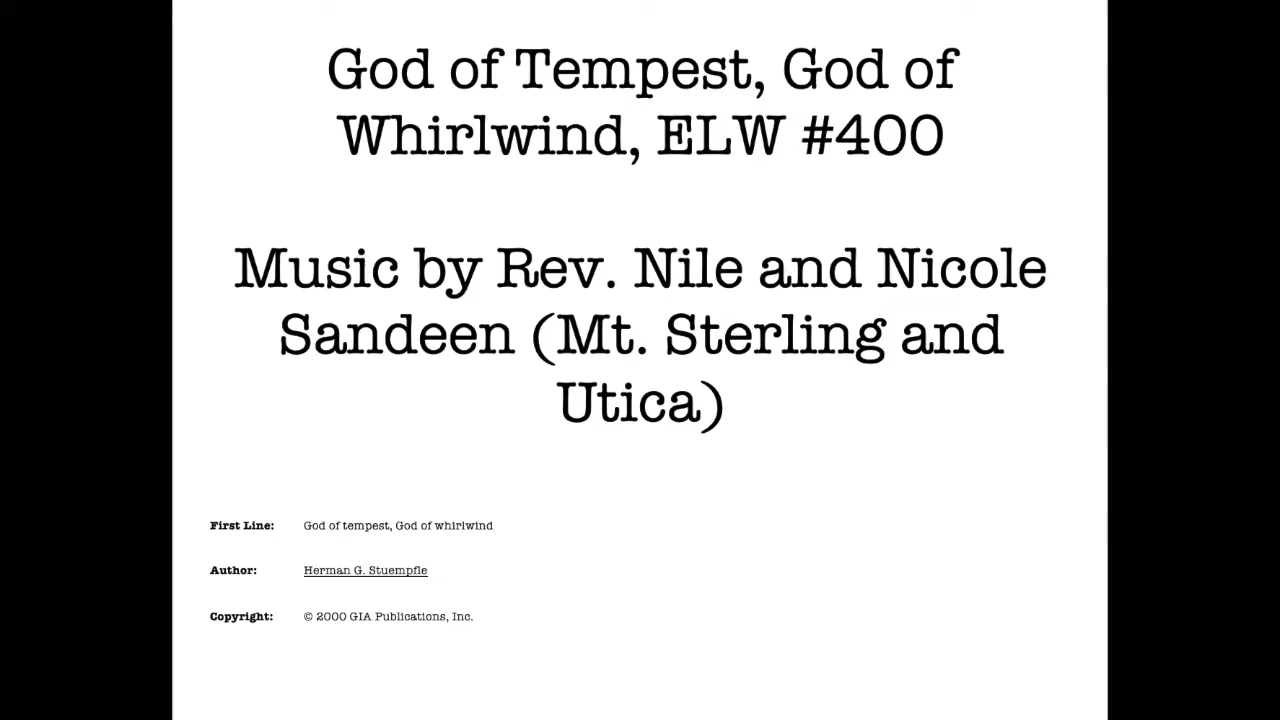 God of Tempest, God of
Whirlwind, ELW #400
Music by Rev. Nile and Nicole
Sandeen (Mt. Sterling and
Utica)
First Line: God of tempest, God of whirlwind
Author: Herman G. Stuempfle
Copyright: © 2000 GIA Publications, Inc.